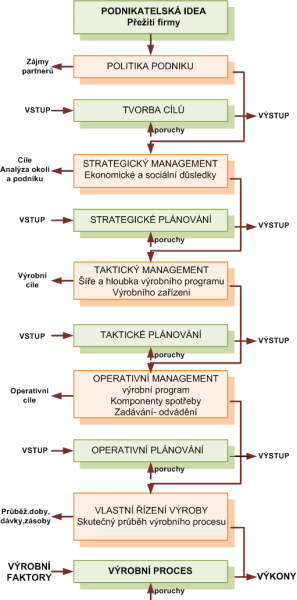 PODNIKATELSKÁ IDEA
Přežití firmy
Zájmy
partnerů
POLITIKA PODNIKU
VSTUP
TVORBA CÍLŮ
VÝSTUP
poruchy
Cíle
Analýza okolí
a podniku
STRATEGICKÝ MANAGEMENT
Ekonomické a sociální důsledky
VSTUP
STRATEGICKÉ PLÁNOVÁNÍ
VÝSTUP
poruchy
Výrobní
cíle
TAKTICKÝ MANAGEMENT
Šíře a hloubka výrobního programu
Výrobního zařízení
VSTUP
TAKTICKÉ PLÁNOVÁNÍ
VÝSTUP
poruchy
Operativní
cíle
OPERATIVNÍ MANAGEMENT
výrobní program
Komponenty spotřeby
Zadávání- odvádění
VSTUP
OPERATIVNÍ PLÁNOVÁNÍ
VÝSTUP
poruchy
Průběž.doby,
dávky,zásoby
VLASTNÍ ŘÍZENÍ VÝROBY
Skutečný průběh výrobního procesu
VÝROBNÍ
FAKTORY
VÝROBNÍ PROCES
VÝKONY
poruchy